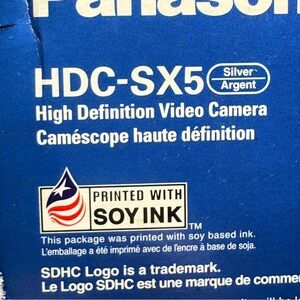 Panasonic
HDC-SX5 Silver Argent
High Definition Video Camera
Caméscope haute définition
PRINTED WITH
SOY INK TM
This package was printed with soy based ink.
L'emballage a été imprimé avec de l'encre à base de soja.
SDHC Logo is a trademark.
Le Logo SDHC est une marque de commer